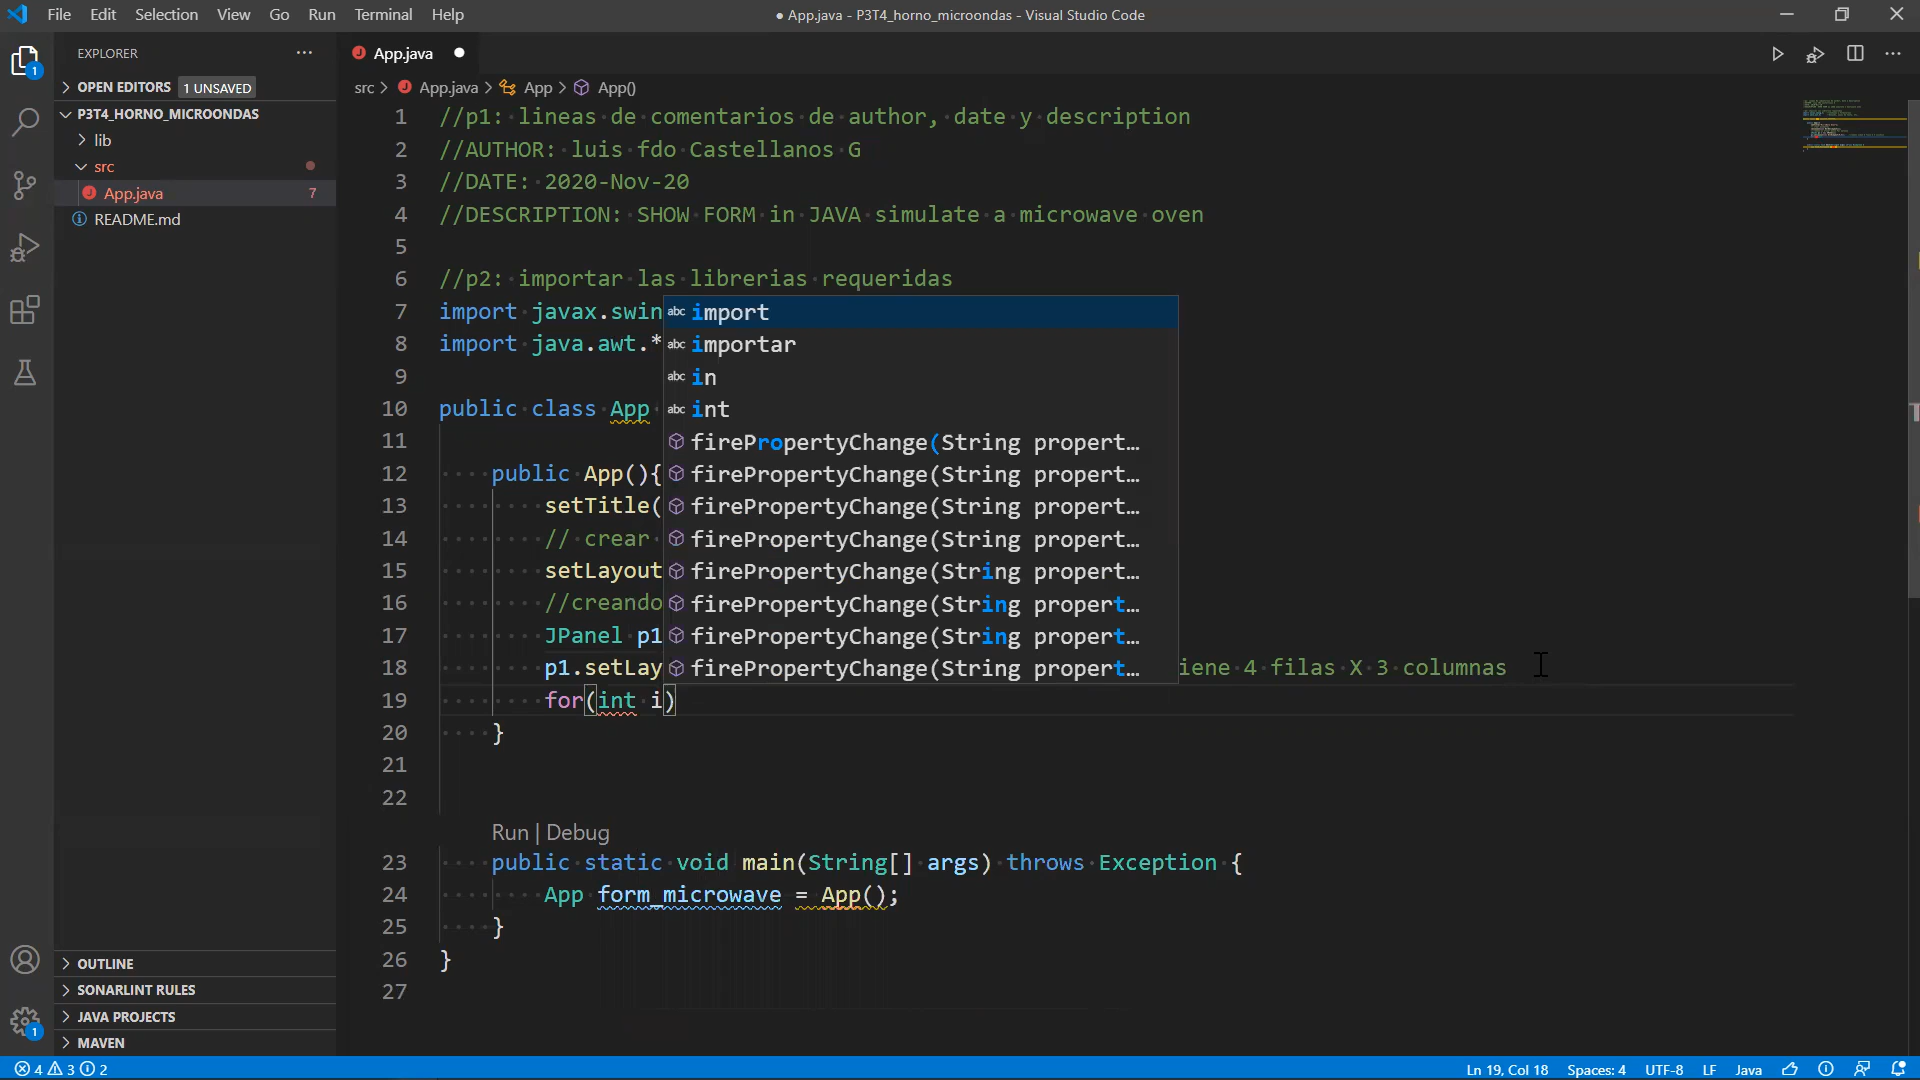 File Edit Selection View Go Run Terminal Help
● App.java - P3T4_horno_microondas - Visual Studio Code
EXPLORER
OPEN EDITORS 1 UNSAVED
P3T4_HORNO_MICROONDAS
lib
src
App.java 7
README.md
OUTLINE
SONARLINT RULES
JAVA PROJECTS
MAVEN
App.java
src > App.java > App > App()
1 //p1: lineas de comentarios de author, date y description
2 //AUTHOR: luis fdo Castellanos G
3 //DATE: 2020-Nov-20
4 //DESCRIPTION: SHOW FORM in JAVA simulate a microwave oven
5
6 //p2: importar las librerias requeridas
7 import javax.swin
8 import java.awt.*
9
10 public class App
11
12 public App(){
13 setTitle(
14 // crear
15 setLayout
16 //creando
17 JPanel p1
18 p1.setLay iene 4 filas X 3 columnas
19 for(int i)
20 }
21
22
Run | Debug
23 public static void main(String[] args) throws Exception {
24 App form_microwave = App();
25 }
26 }
27
abc import
abc importar
abc in
abc int
firePropertyChange(String propert…
firePropertyChange(String propert…
firePropertyChange(String propert…
firePropertyChange(String propert…
firePropertyChange(String propert…
firePropertyChange(String propert…
firePropertyChange(String propert…
firePropertyChange(String propert…
1
1
4 3 2
Ln 19, Col 18 Spaces: 4 UTF-8 LF Java